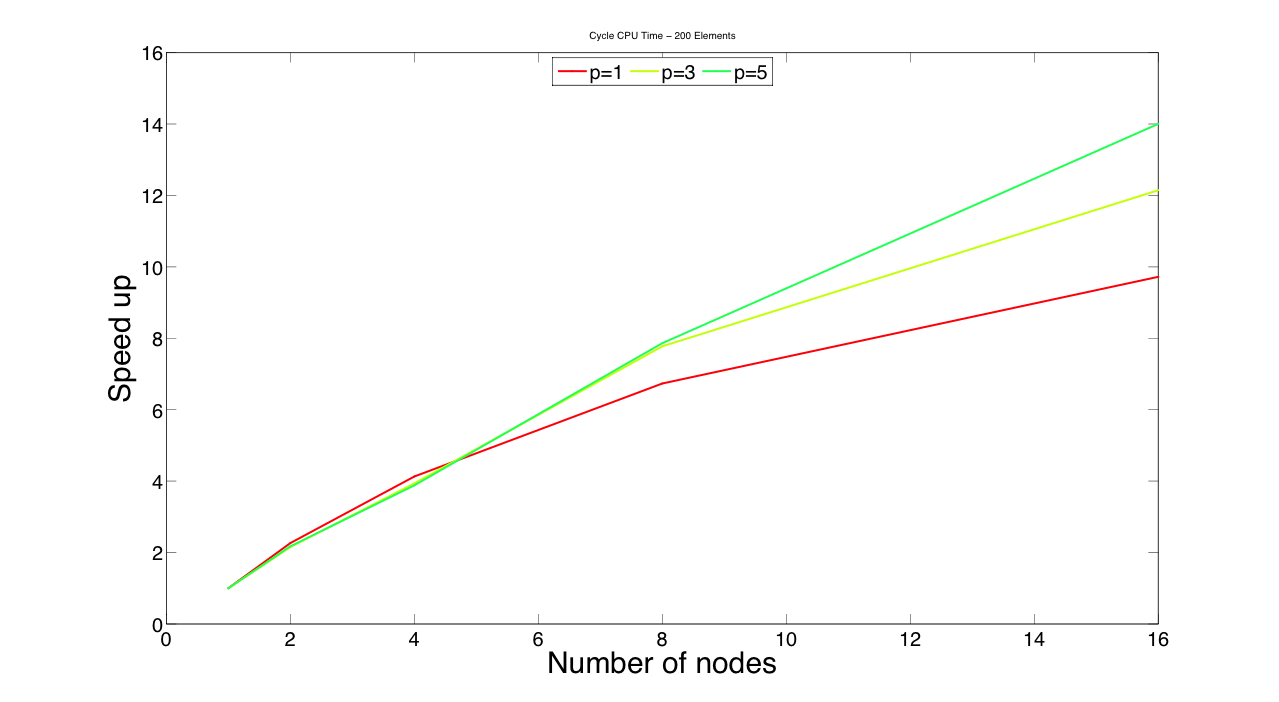 Cycle CPU Time – 200 Elements
p=1 p=3 p=5
16
14
12
10
8
6
4
2
0
Speed up
0 2 4 6 8 10 12 14 16
Number of nodes